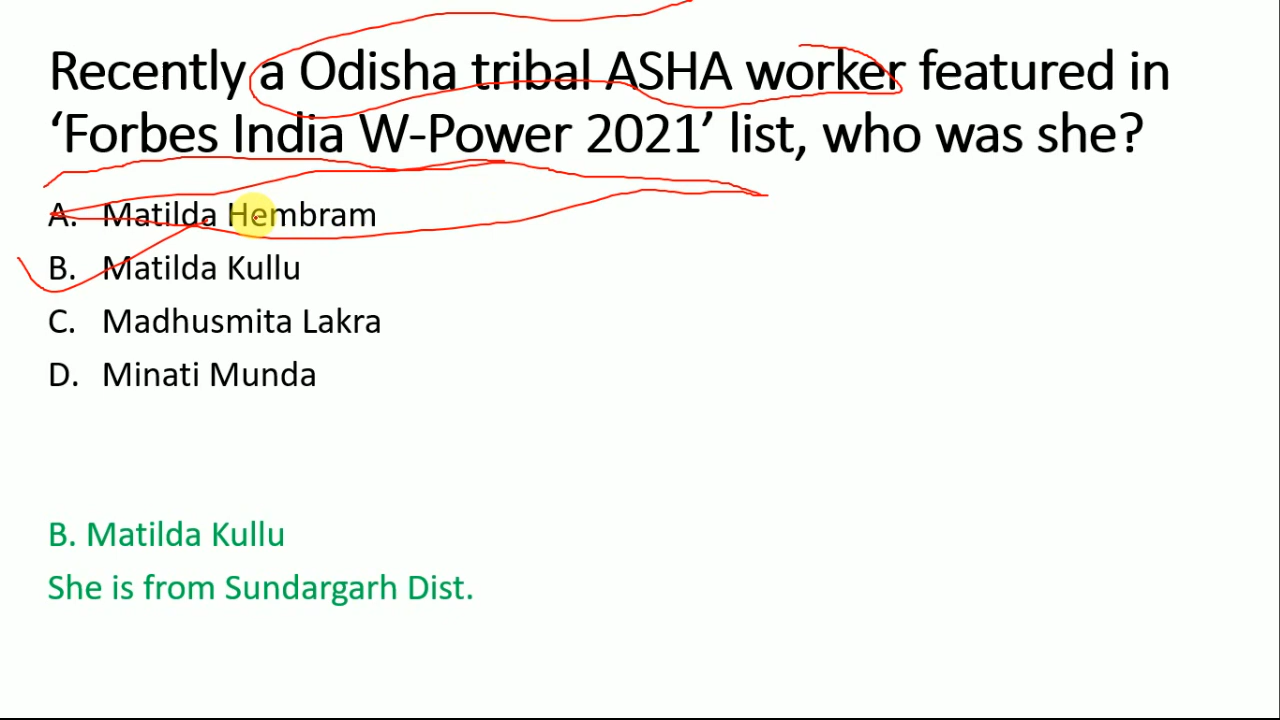 Recently a Odisha tribal ASHA worker featured in
‘Forbes India W-Power 2021’ list, who was she?
A. Matilda Hembram
B. Matilda Kullu
C. Madhusmita Lakra
D. Minati Munda
B. Matilda Kullu
She is from Sundargarh Dist.